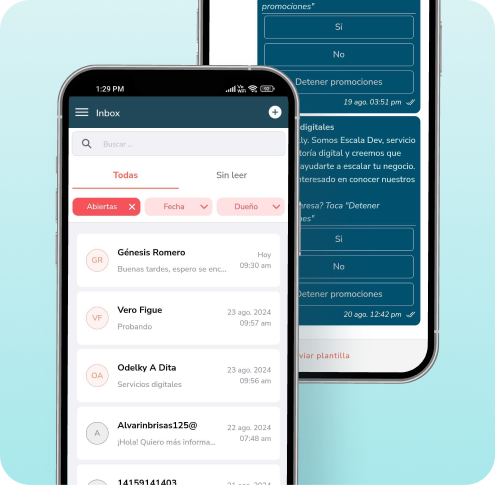 promociones"
Sí
No
Detener promociones
19 ago. 03:51 pm
digitales
lly. Somos Escala Dev, servicio
toría digital y creemos que
ayudarte a escalar tu negocio.
nteresado en conocer nuestros
resa? Toca "Detener
nes"
Sí
No
Detener promociones
20 ago. 12:42 pm
viar plantilla
1:29 PM
Inbox
Buscar ...
Todas
Sin leer
Abiertas
Fecha
Dueño
GR
Génesis Romero
Hoy
Buenas tardes, espero se enc...
09:30 am
VF
Vero Figue
23 ago. 2024
Probando
09:57 am
OA
Odelky A Dita
23 ago. 2024
Servicios digitales
09:56 am
A
Alvarinbrisas125@
22 ago. 2024
¡Hola! Quiero más informa...
07:48 am
14159141403
21 ago. 2024